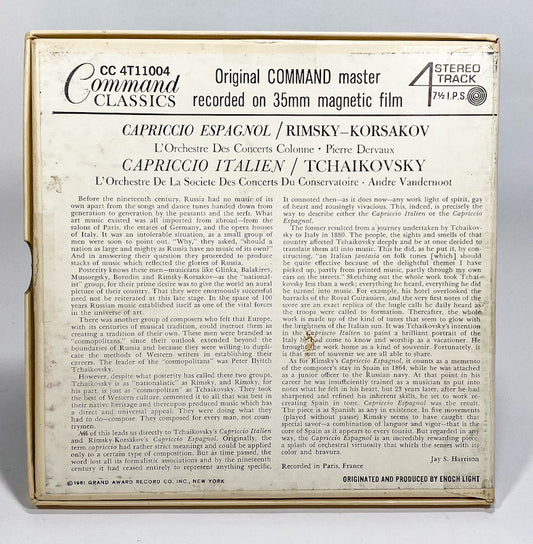 CC 4T11004
Command
CLASSICS
Original COMMAND master
recorded on 35mm magnetic film
4 STEREO
TRACK
7½ I.P.S.
CAPRICCIO ESPAGNOL / RIMSKY—KORSAKOV
L'Orchestre Des Concerts Colonne • Pierre Dervaux
CAPRICCIO ITALIEN / TCHAIKOVSKY
L'Orchestre De La Societe Des Concerts Du Conservatoire • Andre Vandernoot
Before the nineteenth century, Russia had no music of its
own apart from the songs and dance tunes handed down from
generation to generation by the peasants and the serfs. What
art music existed was all imported from abroad—from the
salons of Paris, the estates of Germany, and the opera houses
of Italy. It was an intolerable situation, as a small group of
men were soon to point out. "Why," they asked, "should a
nation as large and mighty as Russia have no music of its own?"
And in answering their question they proceeded to produce
stacks of music which reflected the glories of Russia.
Posterity knows these men—musicians like Glinka, Balakirev,
Mussorgsky, Borodin and Rimsky-Korsakov—as the "national-
ist" group, for their prime desire was to give the world an aural
picture of their country. That they were enormously successful
need not be reiterated at this late stage. In the space of 100
years Russian music established itself as one of the vital forces
in the universe of art.
There was another group of composers who felt that Europe,
with its centuries of musical tradition, could instruct them in
creating a tradition of their own. These men were branded as
"cosmopolitans," since their outlook extended beyond the
boundaries of Russia and because they were willing to dupli-
cate the methods of Western writers in establishing their
careers. The leader of the "cosmopolitans" was Peter Ilyitch
Tchaikovsky.
However, despite what posterity has called these two groups,
Tchaikovsky is as "nationalistic" as Rimsky, and Rimsky, for
his part, is just as "cosmopolitan" as Tchaikovsky. They took
the best of Western culture, cemented it to all that was best in
their native heritage and thereupon produced music which has
a direct and universal appeal. They were doing what they
had to do—compose. They composed for every man, not coun-
trymen.
All of this leads us directly to Tchaikovsky's Capriccio Italien
and Rimsky-Korsakov's Capriccio Espagnol. Originally, the
term capriccio had strict connotations and could be applied
only to a certain type of composition. But as time passed, the
word lost all its formalist associations and by the nineteenth
century it had ceased entirely to represent anything specific.
It connoted then—as it does now—any work light of spirit, gay
of heart and rousingly vivacious. This, indeed, is precisely the
way to describe either the Capriccio Italien or the Capriccio
Espagnol.
The former resulted from a journey undertaken by Tchaikov-
sky to Italy in 1880. The people, the sights and smells of that
country affected Tchaikovsky deeply and he at once decided to
translate them into music. This he did, as he put it, by con-
structing, "an Italian fantasia on folk tunes [which] should
be quite effective because of the delightful themes I have
picked up, partly from printed music, partly through my own
ears on the streets." Sketching out the whole work took Tchai-
kovsky less than a week; everything he heard, everything he did
he turned into music. For example, his hotel overlooked the
barracks of the Royal Cuirassiers, and the very first notes of the
score are an exact replica of the bugle call he daily heard as
the troops were called to formation. Thereafter, the whole
work is made up of the kind of tunes that seem to glow with
the brightness of the Italian sun. It was Tchaikovsky's intention
in the Capriccio Italien to paint a brilliant portrait of the
Italy had come to know and worship as a vacationer. He
brought the work home as a kind of souvenir. Fortunately, it
is that sort of souvenir we are all able to share.
As for Rimsky's Capriccio Espagnol, it counts as a memento
of the composer's stay in Spain in 1864, while he was attached
as a junior officer to the Russian navy. At that point in his
career he was insufficiently trained as a musician to put into
notes what he felt in his heart, but 23 years later, after he had
sharpened and refined his inherent skills, he set to work re-
creating Spain in tone. Capriccio Espagnol was the result.
The piece is as Spanish as any in existence. In five movements
(played without pause) Rimsky seems to have caught that
special savor—a combination of languor and vigor—that is the
core of Spain as it appears to every tourist. But regarded in any
way, the Capriccio Espagnol is an incredibly rewarding piece;
a splash of orchestral virtuosity that whirls the senses with its
color and bravura.
Jay S. Harrison
Recorded in Paris, France
©1961 GRAND AWARD RECORD CO. INC., NEW YORK
ORIGINATED AND PRODUCED BY ENOCH LIGHT